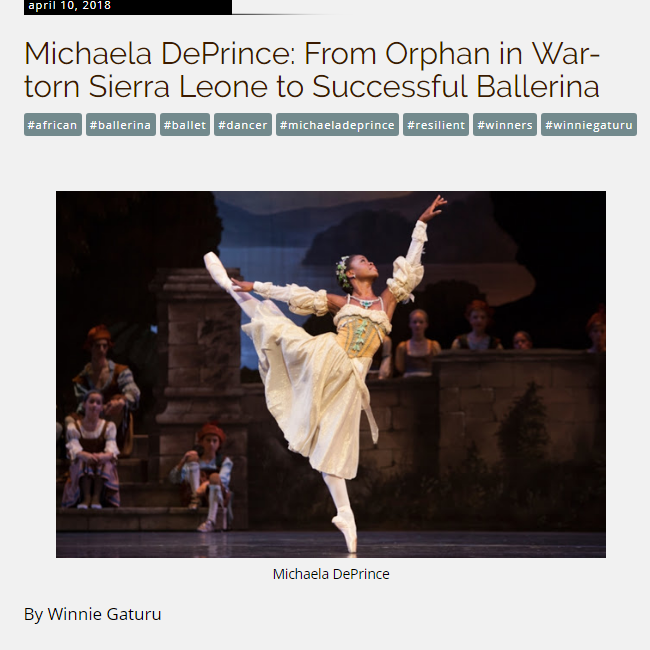 april 10, 2018
Michaela DePrince: From Orphan in War-
torn Sierra Leone to Successful Ballerina
#african #ballerina #ballet #dancer #michaeladeprince #resilient #winners #winniegaturu
Michaela DePrince
By Winnie Gaturu